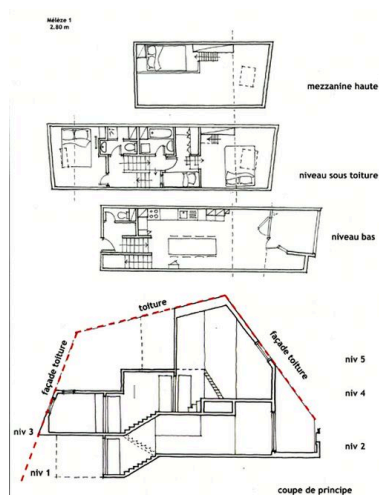 Mélèze 1
2.80 m
mezzanine haute
niveau sous toiture
niveau bas
toiture
façade toiture
façade toiture
niv 5
niv 4
niv 3
niv 2
niv 1
coupe de principe